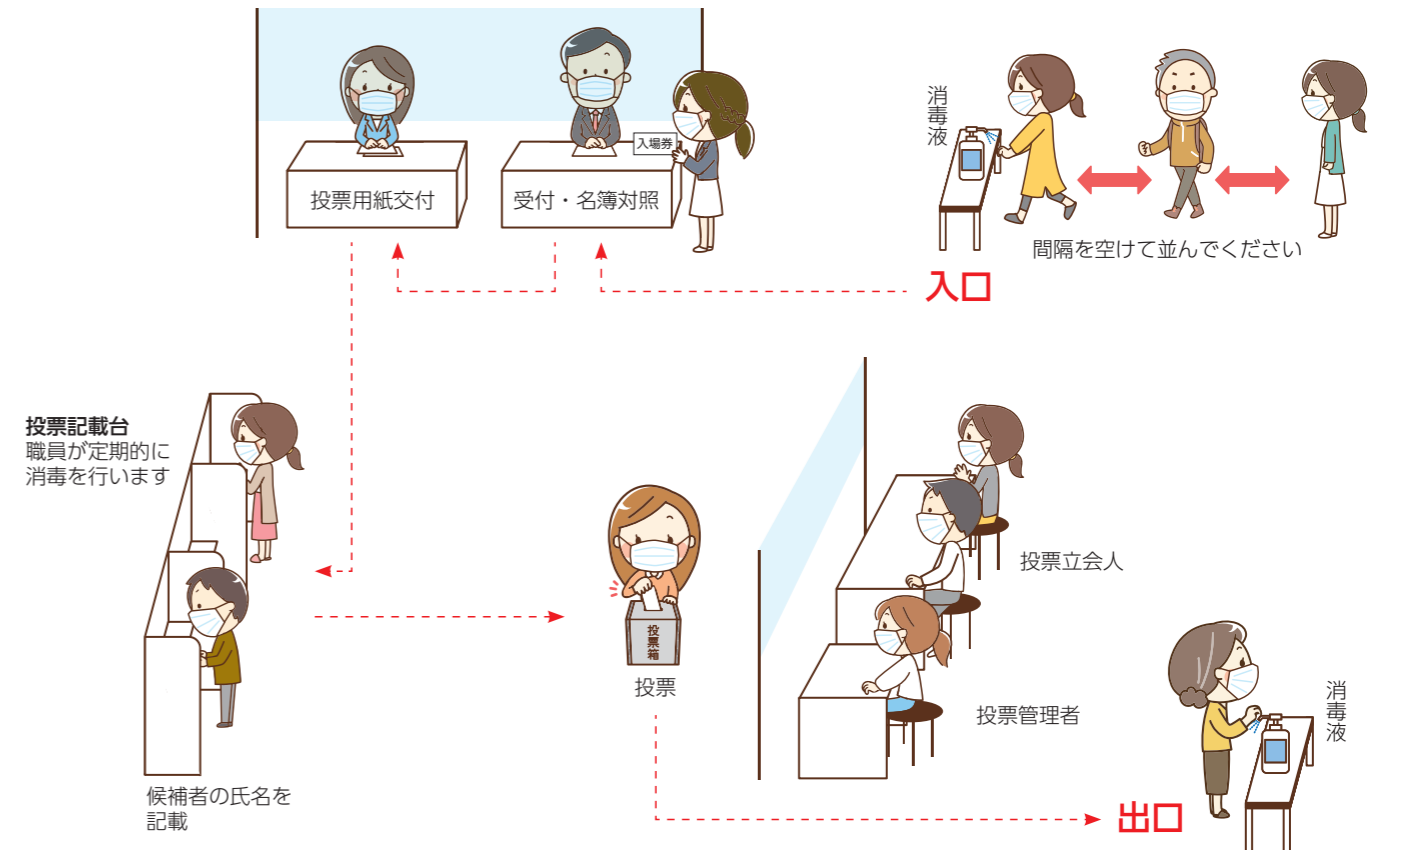 消毒液
間隔を空けて並んでください
入口
入場券
受付・名簿対照
投票用紙交付
投票記載台
職員が定期的に
消毒を行います
候補者の氏名を
記載
投票箱
投票
投票立会人
投票管理者
消毒液
出口